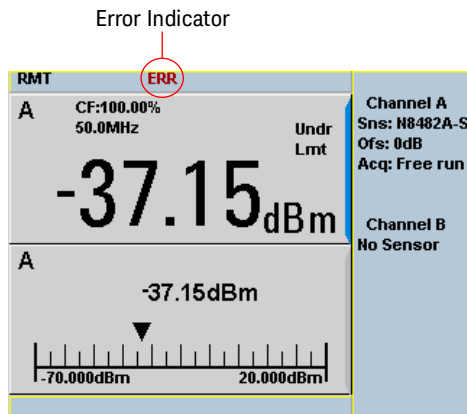 Error Indicator
RMT ERR
A CF:100.00%
50.0MHz
Undr
Lmt
-37.15dBm
Channel A
Sns: N8482A-S
Ofs: 0dB
Acq: Free run
Channel B
No Sensor
A
-37.15dBm
-70.000dBm 20.000dBm